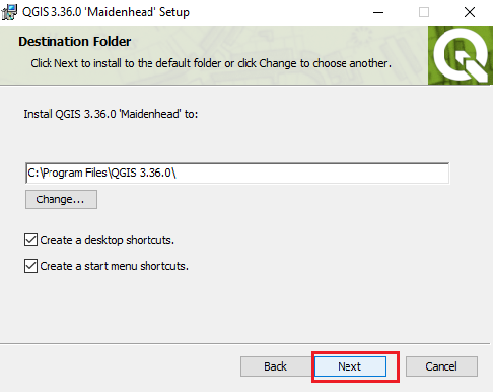 QGIS 3.36.0 'Maidenhead' Setup
Destination Folder
Click Next to install to the default folder or click Change to choose another.
Install QGIS 3.36.0 'Maidenhead' to:
C:\Program Files\QGIS 3.36.0\
Change...
Create a desktop shortcuts.
Create a start menu shortcuts.
Back Next Cancel